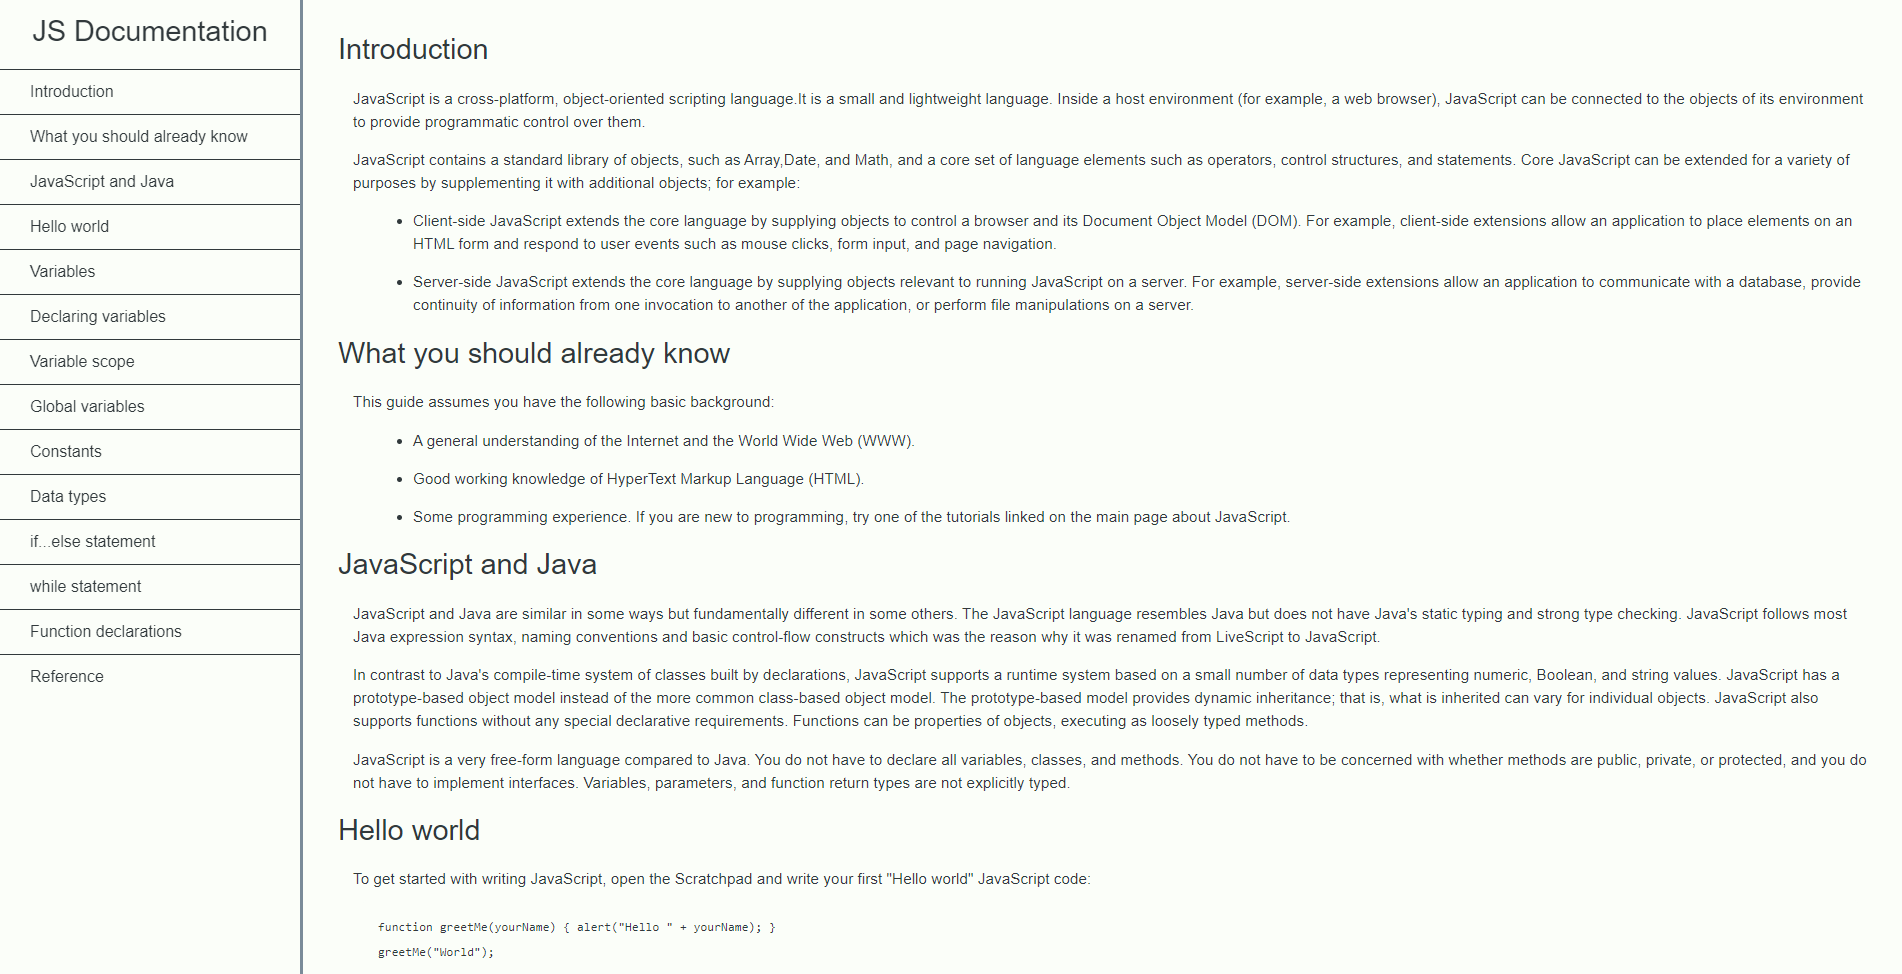 JS Documentation
Introduction
What you should already know
JavaScript and Java
Hello world
Variables
Declaring variables
Variable scope
Global variables
Constants
Data types
if...else statement
while statement
Function declarations
Reference
Introduction
JavaScript is a cross-platform, object-oriented scripting language.It is a small and lightweight language. Inside a host environment (for example, a web browser), JavaScript can be connected to the objects of its environment
to provide programmatic control over them.
JavaScript contains a standard library of objects, such as Array,Date, and Math, and a core set of language elements such as operators, control structures, and statements. Core JavaScript can be extended for a variety of
purposes by supplementing it with additional objects; for example:
• Client-side JavaScript extends the core language by supplying objects to control a browser and its Document Object Model (DOM). For example, client-side extensions allow an application to place elements on an
HTML form and respond to user events such as mouse clicks, form input, and page navigation.
• Server-side JavaScript extends the core language by supplying objects relevant to running JavaScript on a server. For example, server-side extensions allow an application to communicate with a database, provide
continuity of information from one invocation to another of the application, or perform file manipulations on a server.
What you should already know
This guide assumes you have the following basic background:
• A general understanding of the Internet and the World Wide Web (WWW).
• Good working knowledge of HyperText Markup Language (HTML).
• Some programming experience. If you are new to programming, try one of the tutorials linked on the main page about JavaScript.
JavaScript and Java
JavaScript and Java are similar in some ways but fundamentally different in some others. The JavaScript language resembles Java but does not have Java's static typing and strong type checking. JavaScript follows most
Java expression syntax, naming conventions and basic control-flow constructs which was the reason why it was renamed from LiveScript to JavaScript.
In contrast to Java's compile-time system of classes built by declarations, JavaScript supports a runtime system based on a small number of data types representing numeric, Boolean, and string values. JavaScript has a
prototype-based object model instead of the more common class-based object model. The prototype-based model provides dynamic inheritance; that is, what is inherited can vary for individual objects. JavaScript also
supports functions without any special declarative requirements. Functions can be properties of objects, executing as loosely typed methods.
JavaScript is a very free-form language compared to Java. You do not have to declare all variables, classes, and methods. You do not have to be concerned with whether methods are public, private, or protected, and you do
not have to implement interfaces. Variables, parameters, and function return types are not explicitly typed.
Hello world
To get started with writing JavaScript, open the Scratchpad and write your first "Hello world" JavaScript code:
function greetMe(yourName) { alert("Hello " + yourName); }
greetMe("World");